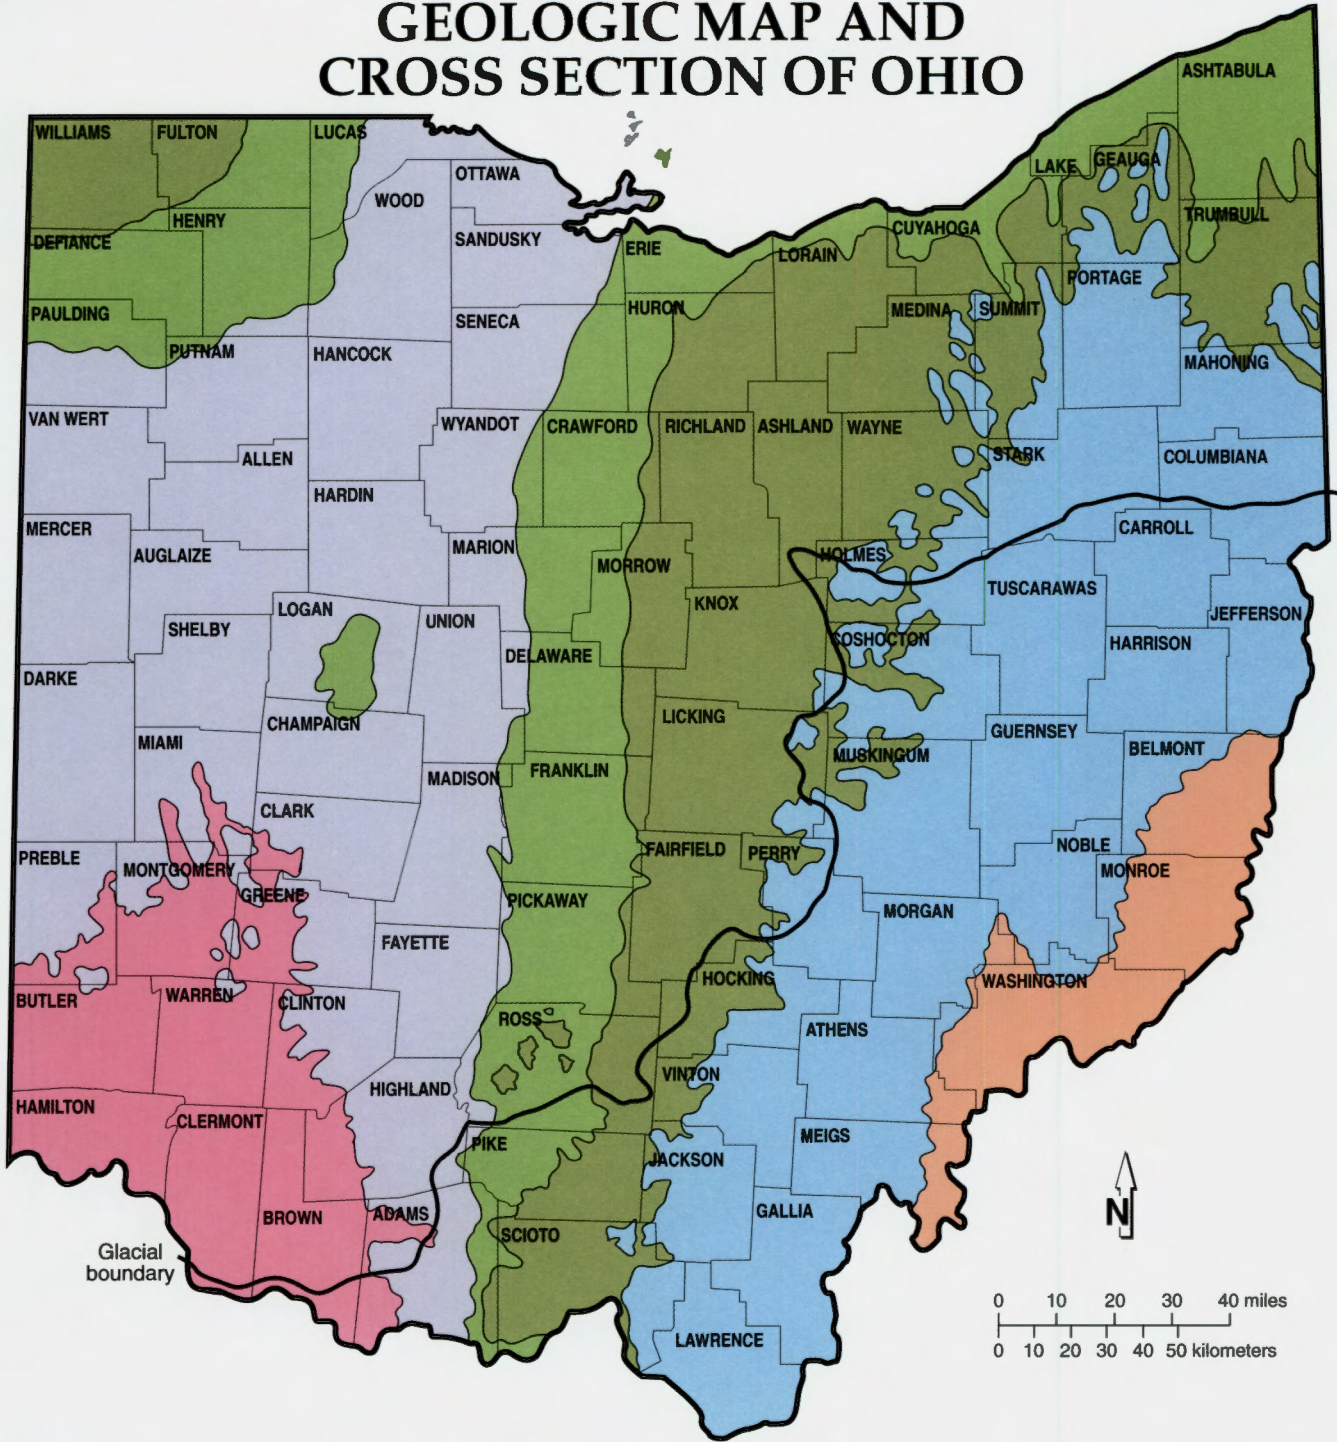 GEOLOGIC MAP AND
CROSS SECTION OF OHIO
ASHTABULA
WILLIAMS
FULTON
LUCAS
LAKE
GEAUGA
OTTAWA
WOOD
HENRY
TRUMBULL
CUYAHOGA
DEFIANCE
SANDUSKY
ERIE
LORAIN
PORTAGE
PAULDING
HURON
MEDINA
SUMMIT
SENECA
PUTNAM
HANCOCK
MAHONING
VAN WERT
WYANDOT
CRAWFORD
RICHLAND
ASHLAND
WAYNE
STARK
COLUMBIANA
ALLEN
HARDIN
MERCER
CARROLL
AUGLAIZE
MARION
HOLMES
MORROW
TUSCARAWAS
KNOX
LOGAN
JEFFERSON
UNION
SHELBY
COSHOCTON
HARRISON
DELAWARE
DARKE
LICKING
CHAMPAIGN
GUERNSEY
MIAMI
BELMONT
MUSKINGUM
FRANKLIN
MADISON
CLARK
NOBLE
FAIRFIELD
PERRY
PREBLE
MONTGOMERY
MONROE
GREENE
PICKAWAY
MORGAN
FAYETTE
HOCKING
WASHINGTON
BUTLER
WARREN
CLINTON
ROSS
ATHENS
VINTON
HIGHLAND
HAMILTON
CLERMONT
MEIGS
PIKE
JACKSON
GALLIA
BROWN
ADAMS
SCIOTO
N
Glacial
boundary
0 10 20 30 40 miles
LAWRENCE
0 10 20 30 40 50 kilometers